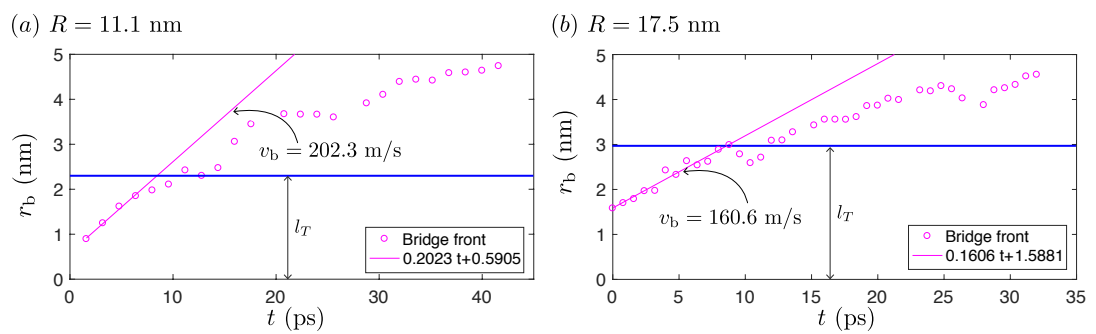 (a) R = 11.1 nm
5
4
3
2
1
0
r_b (nm)
v_b = 202.3 m/s
l_T
Bridge front
0.2023 t+0.5905
0 10 20 30 40
t (ps)
(b) R = 17.5 nm
5
4
3
2
1
0
r_b (nm)
v_b = 160.6 m/s
l_T
Bridge front
0.1606 t+1.5881
0 5 10 15 20 25 30 35
t (ps)